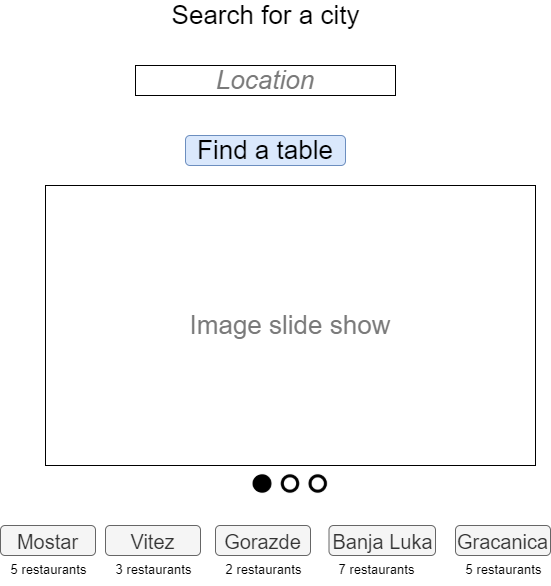 Search for a city
Location
Find a table
Image slide show
Mostar
Vitez
Gorazde
Banja Luka
Gracanica
5 restaurants
3 restaurants
2 restaurants
7 restaurants
5 restaurants